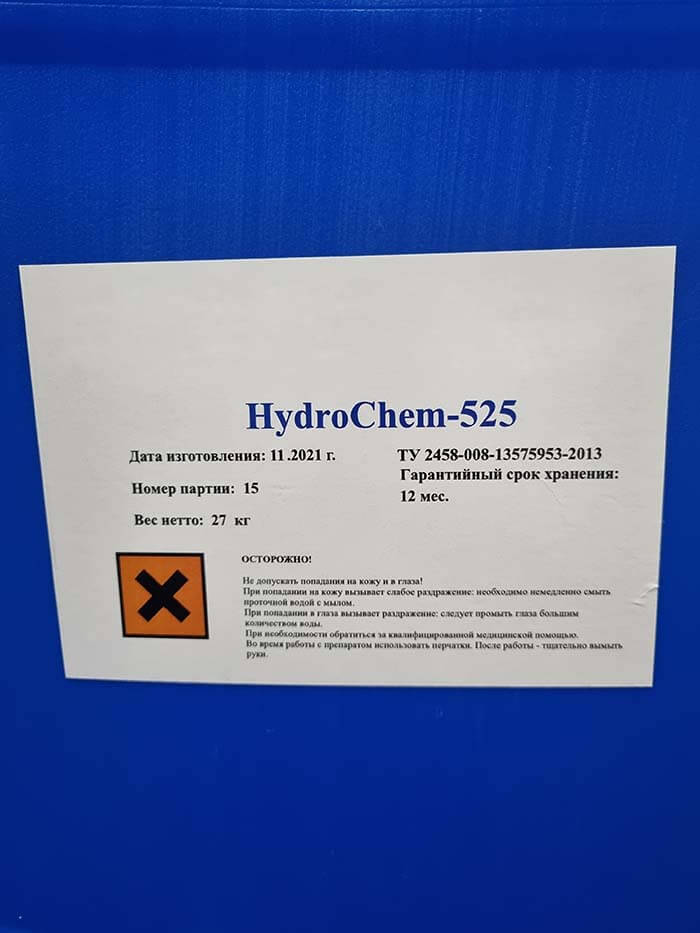 HydroChem-525
Дата изготовления: 11.2021 г.
Номер партии: 15
Вес нетто: 27 кг
ТУ 2458-008-13575953-2013
Гарантийный срок хранения:
12 мес.
ОСТОРОЖНО!
Не допускать попадания на кожу и в глаза!
При попадании на кожу вызывает слабое раздражение: необходимо немедленно смыть
проточной водой с мылом.
При попадании в глаза вызывает раздражение: следует промыть глаза большим
количеством воды.
При необходимости обратиться за квалифицированной медицинской помощью.
Во время работы с препаратом использовать перчатки. После работы - тщательно вымыть
руки.